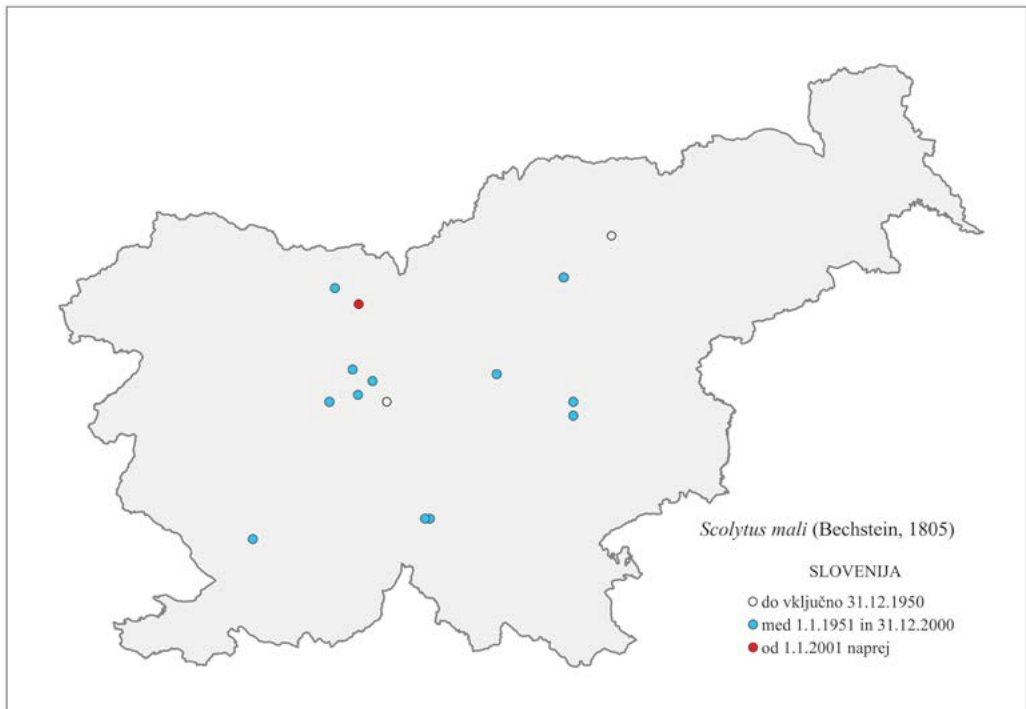 Scolytus mali (Bechstein, 1805)
SLOVENIJA
do vključno 31.12.1950
med 1.1.1951 in 31.12.2000
od 1.1.2001 naprej